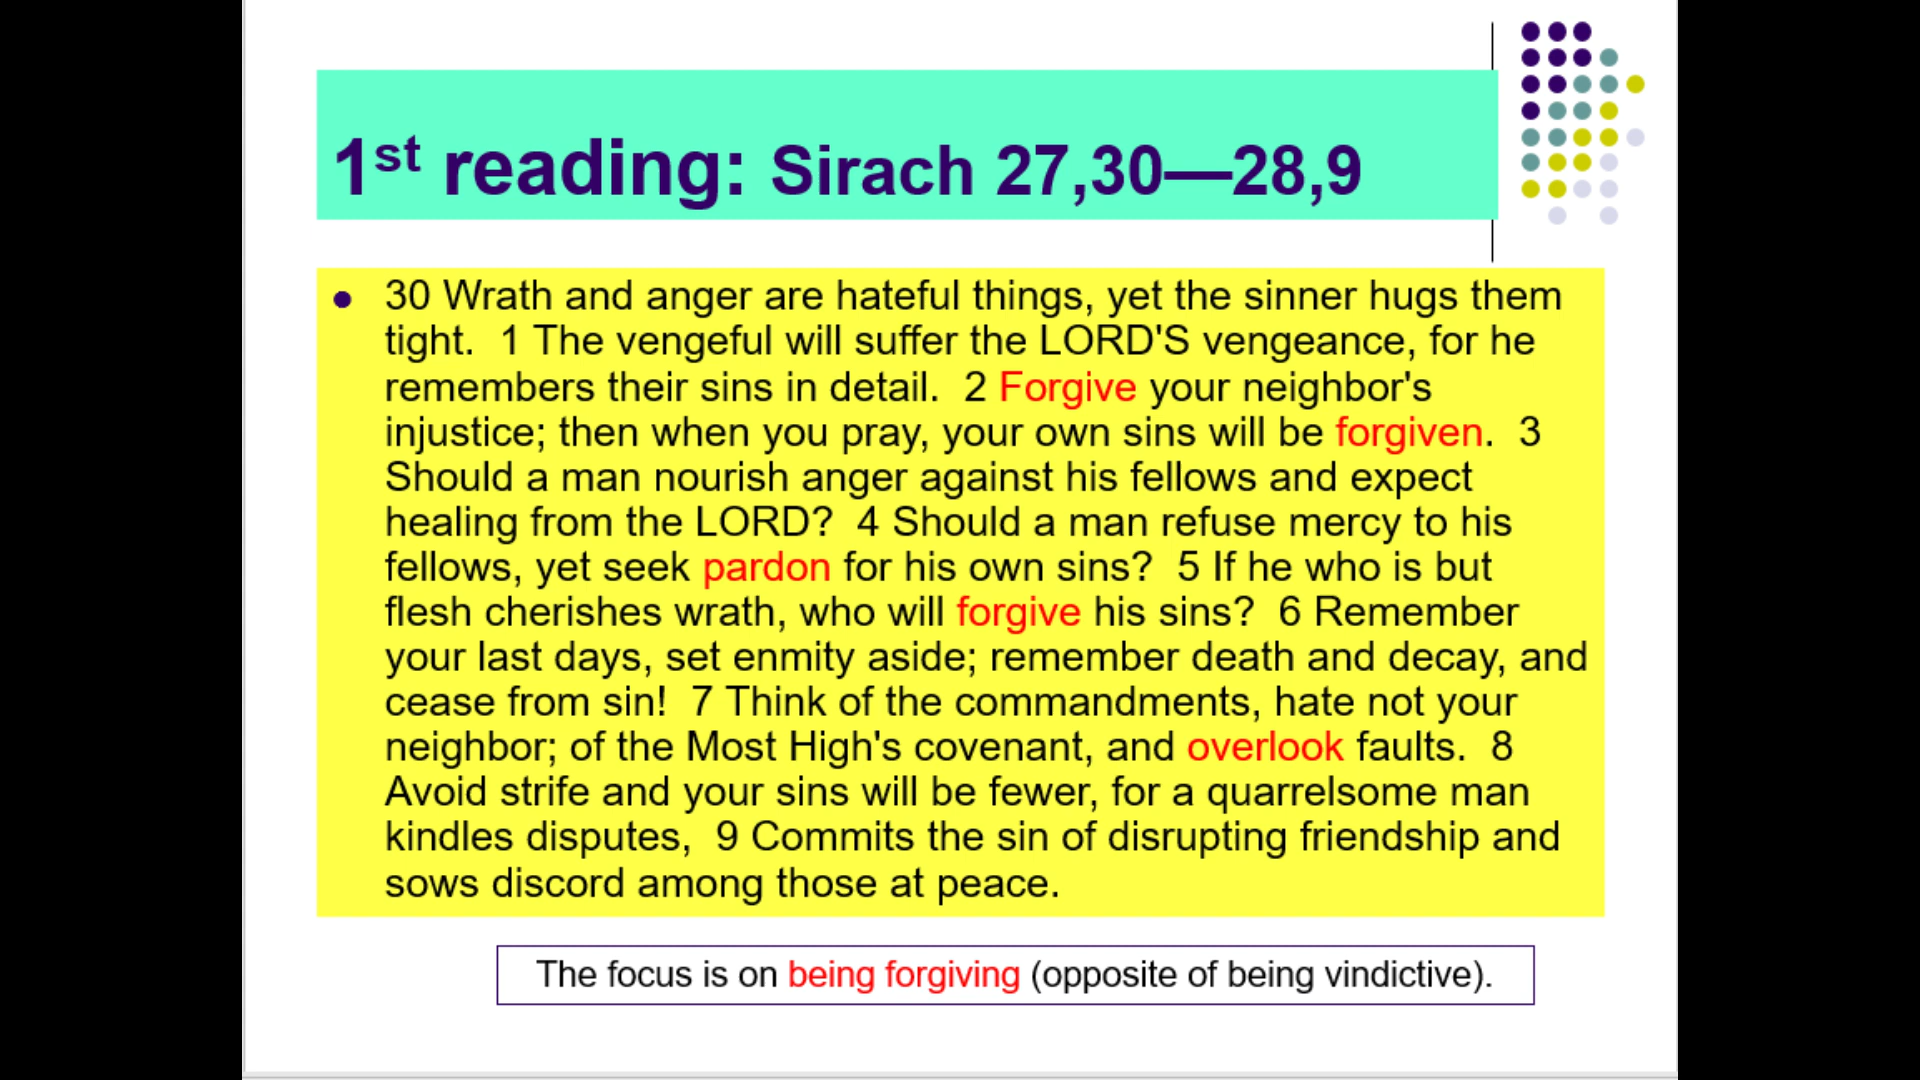 1st reading: Sirach 27,30—28,9
● 30 Wrath and anger are hateful things, yet the sinner hugs them
tight.  1 The vengeful will suffer the LORD'S vengeance, for he
remembers their sins in detail.  2 Forgive your neighbor's
injustice; then when you pray, your own sins will be forgiven.  3
Should a man nourish anger against his fellows and expect
healing from the LORD?  4 Should a man refuse mercy to his
fellows, yet seek pardon for his own sins?  5 If he who is but
flesh cherishes wrath, who will forgive his sins?  6 Remember
your last days, set enmity aside; remember death and decay, and
cease from sin!  7 Think of the commandments, hate not your
neighbor; of the Most High's covenant, and overlook faults.  8
Avoid strife and your sins will be fewer, for a quarrelsome man
kindles disputes,  9 Commits the sin of disrupting friendship and
sows discord among those at peace.
The focus is on being forgiving (opposite of being vindictive).